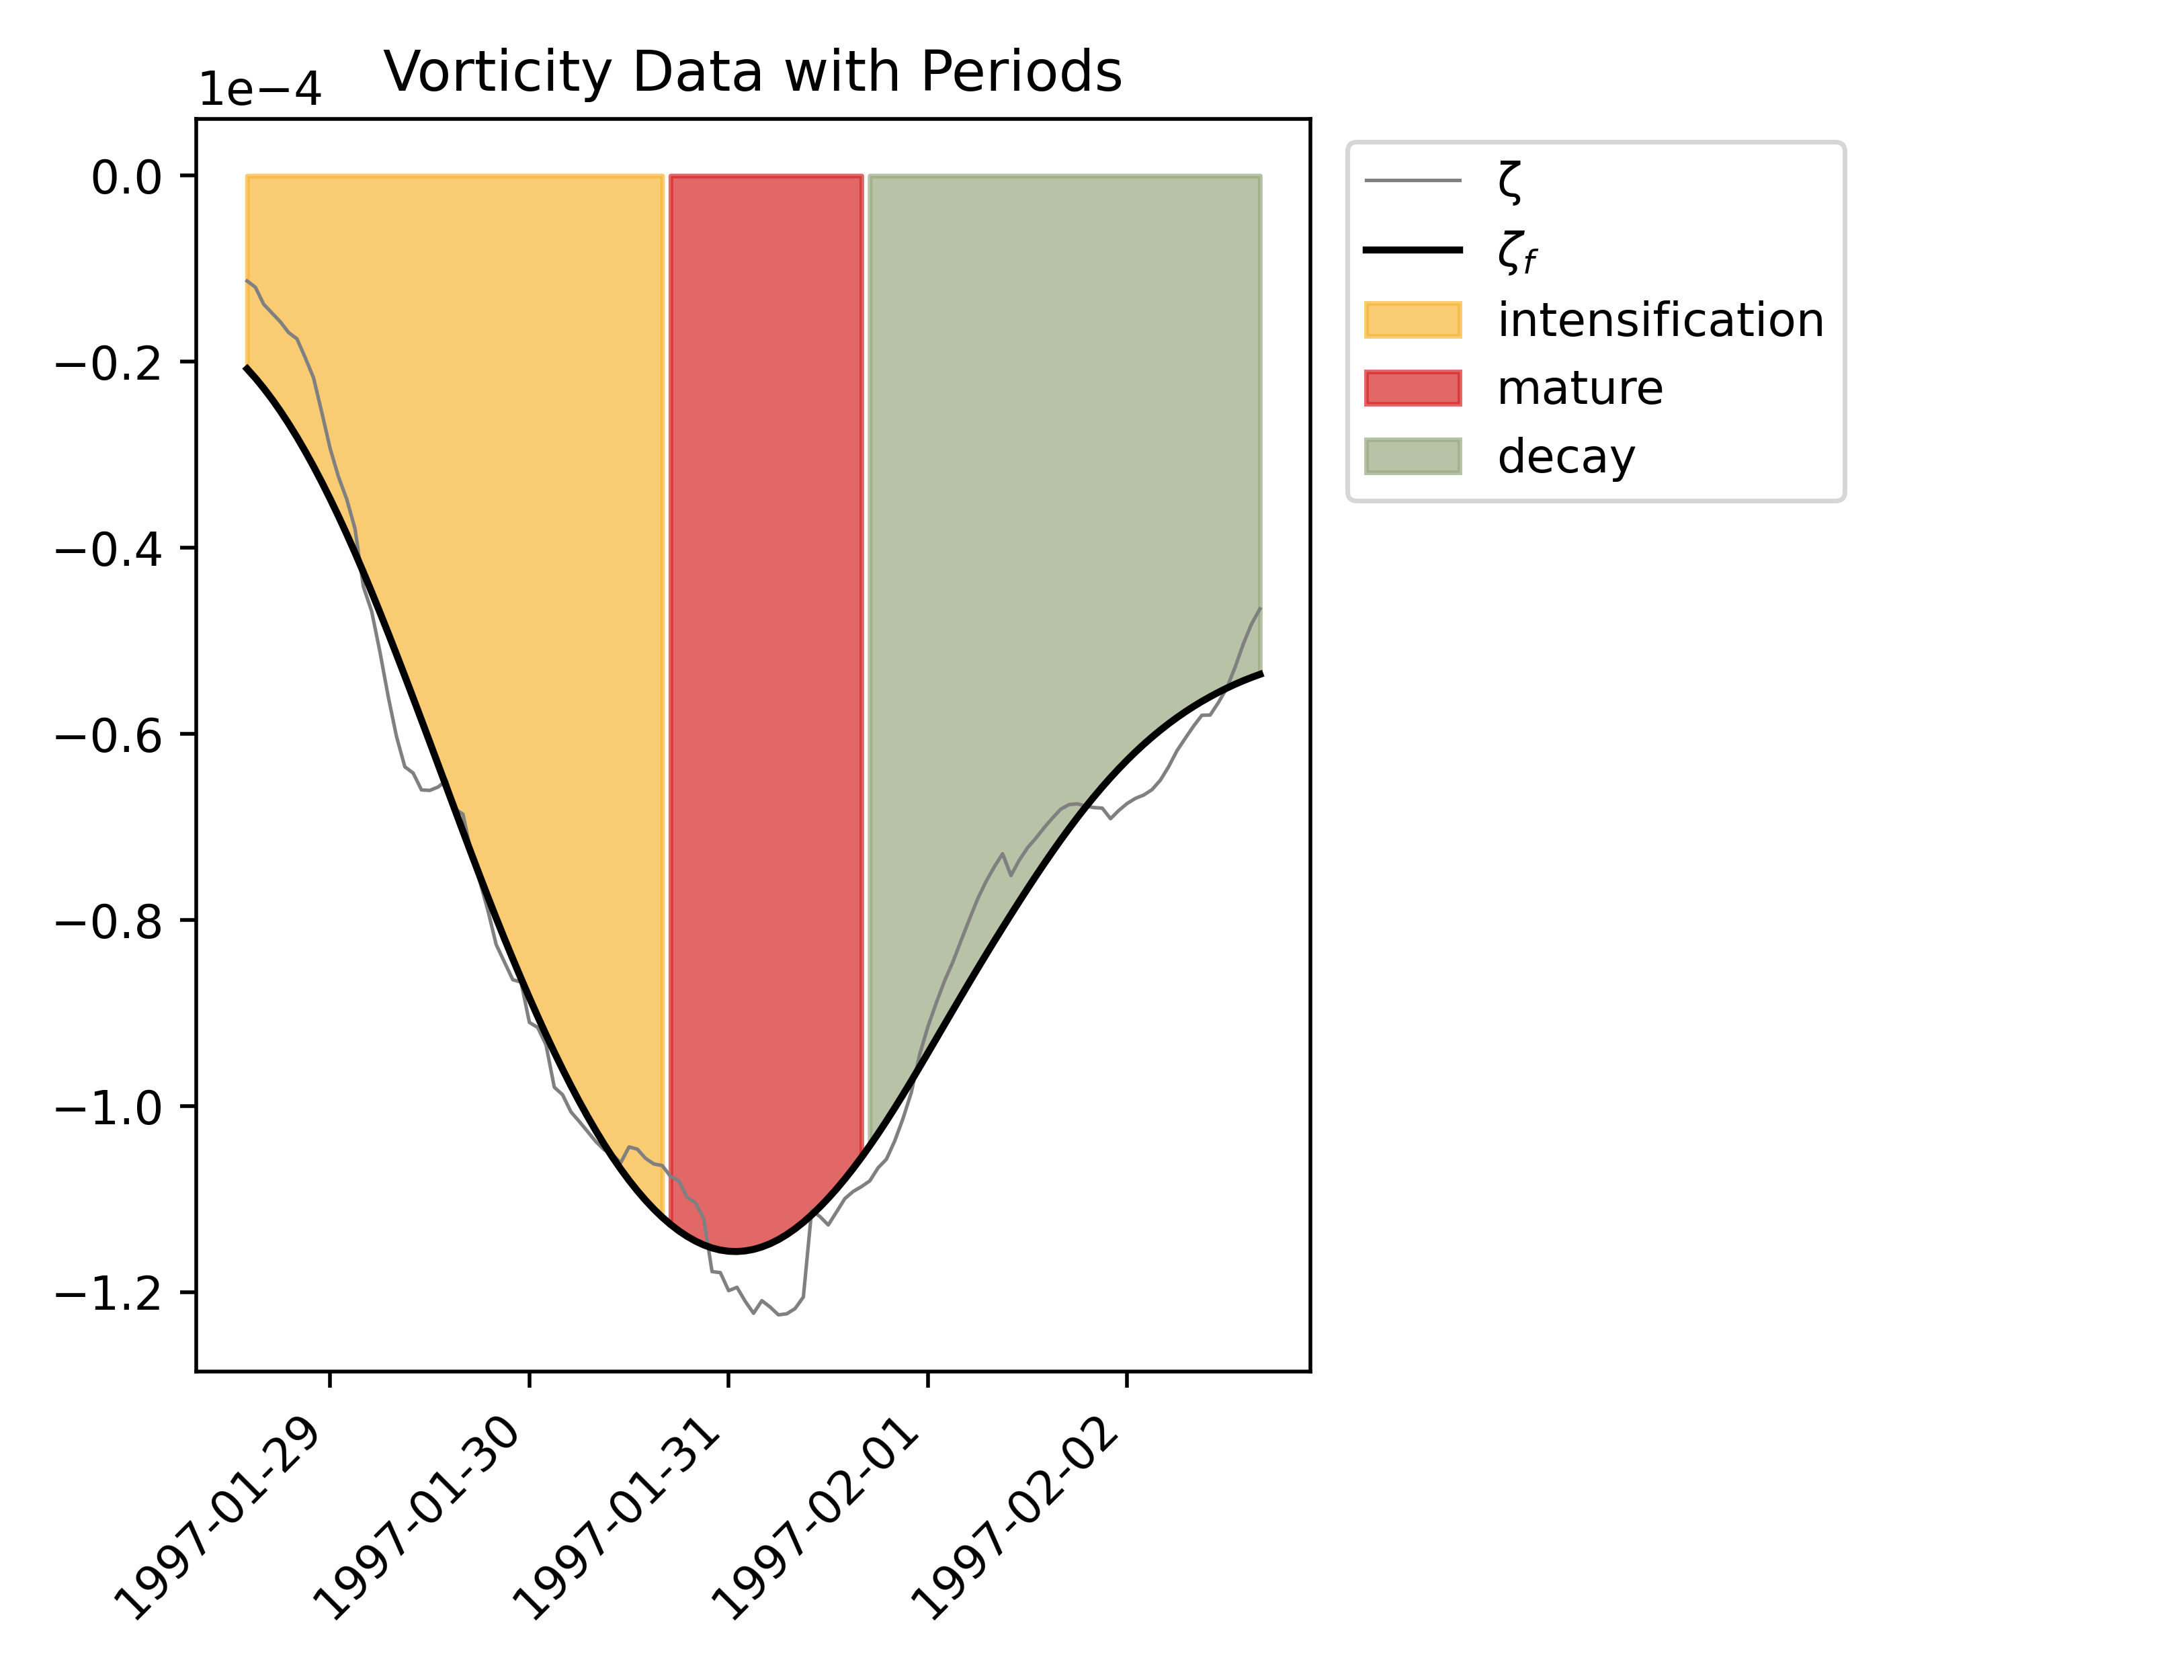 Vorticity Data with Periods
1e−4
0.0
−0.2
−0.4
−0.6
−0.8
−1.0
−1.2
1997-01-29
1997-01-30
1997-01-31
1997-02-01
1997-02-02
ζ
ζf
intensification
mature
decay